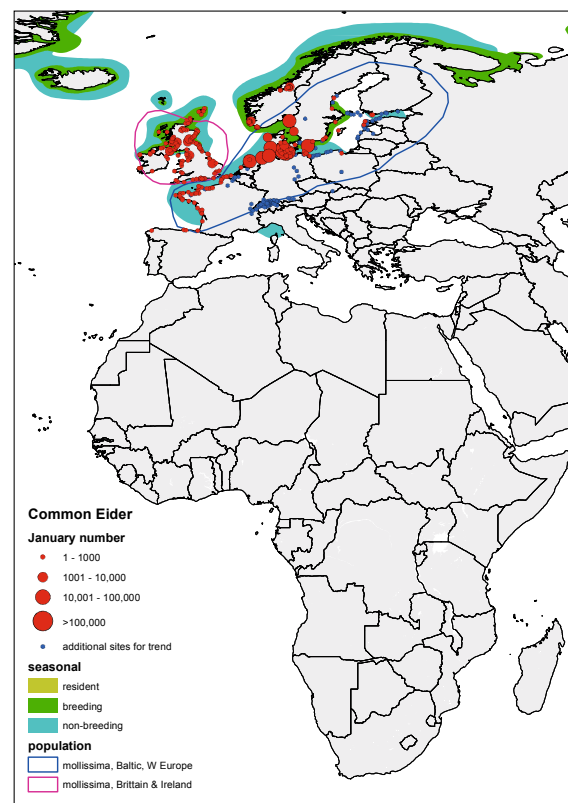 Common Eider
January number
1 - 1000
1001 - 10,000
10,001 - 100,000
>100,000
additional sites for trend
seasonal
resident
breeding
non-breeding
population
mollissima, Baltic, W Europe
mollissima, Brittain & Ireland